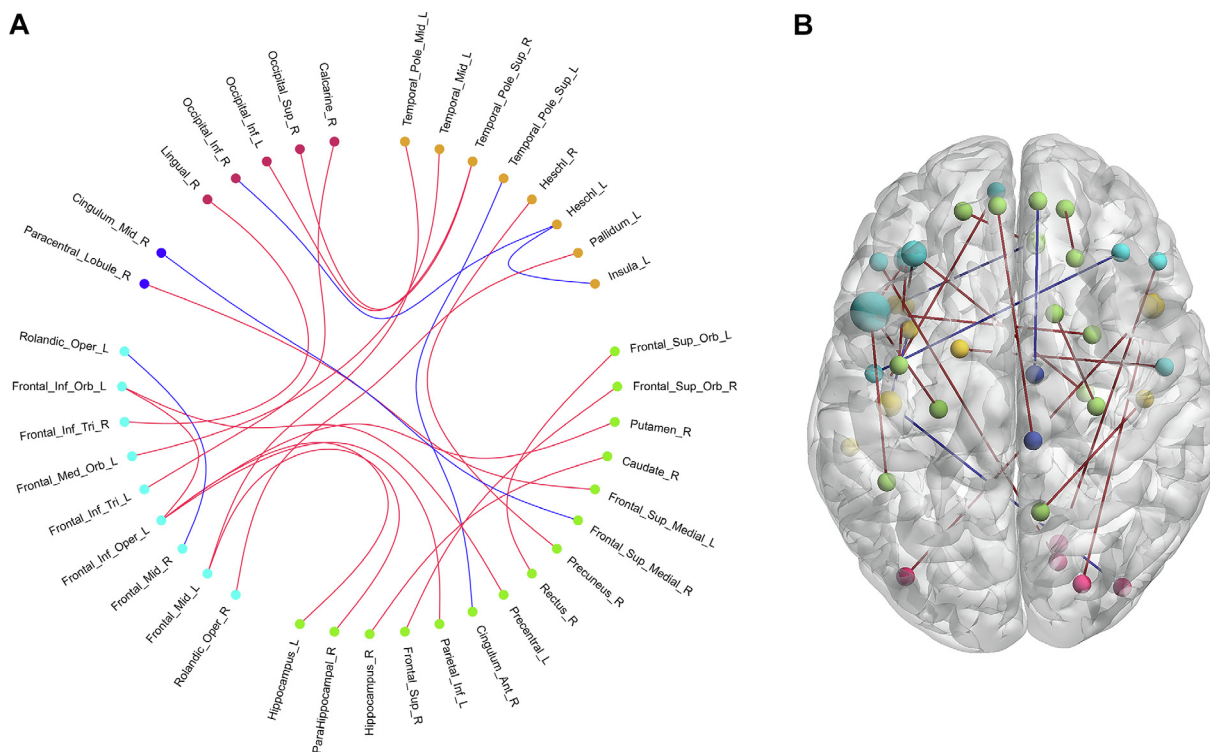 A
B
Temporal_Pole_Mid_L
Temporal_Mid_L
Temporal_Pole_Sup_R
Temporal_Pole_Sup_L
Heschl_R
Heschl_L
Pallidum_L
Insula_L
Calcarine_R
Occipital_Sup_R
Occipital_Inf_L
Occipital_Inf_R
Lingual_R
Cingulum_Mid_R
Paracentral_Lobule_R
Rolandic_Oper_L
Frontal_Inf_Orb_L
Frontal_Inf_Tri_R
Frontal_Med_Orb_L
Frontal_Inf_Tri_L
Frontal_Inf_Oper_L
Frontal_Mid_R
Frontal_Mid_L
Rolandic_Oper_R
Hippocampus_L
ParaHippocampal_R
Hippocampus_R
Frontal_Sup_R
Parietal_Inf_L
Cingulum_Ant_R
Precentral_L
Rectus_R
Precuneus_R
Frontal_Sup_Medial_R
Frontal_Sup_Medial_L
Caudate_R
Putamen_R
Frontal_Sup_Orb_R
Frontal_Sup_Orb_L